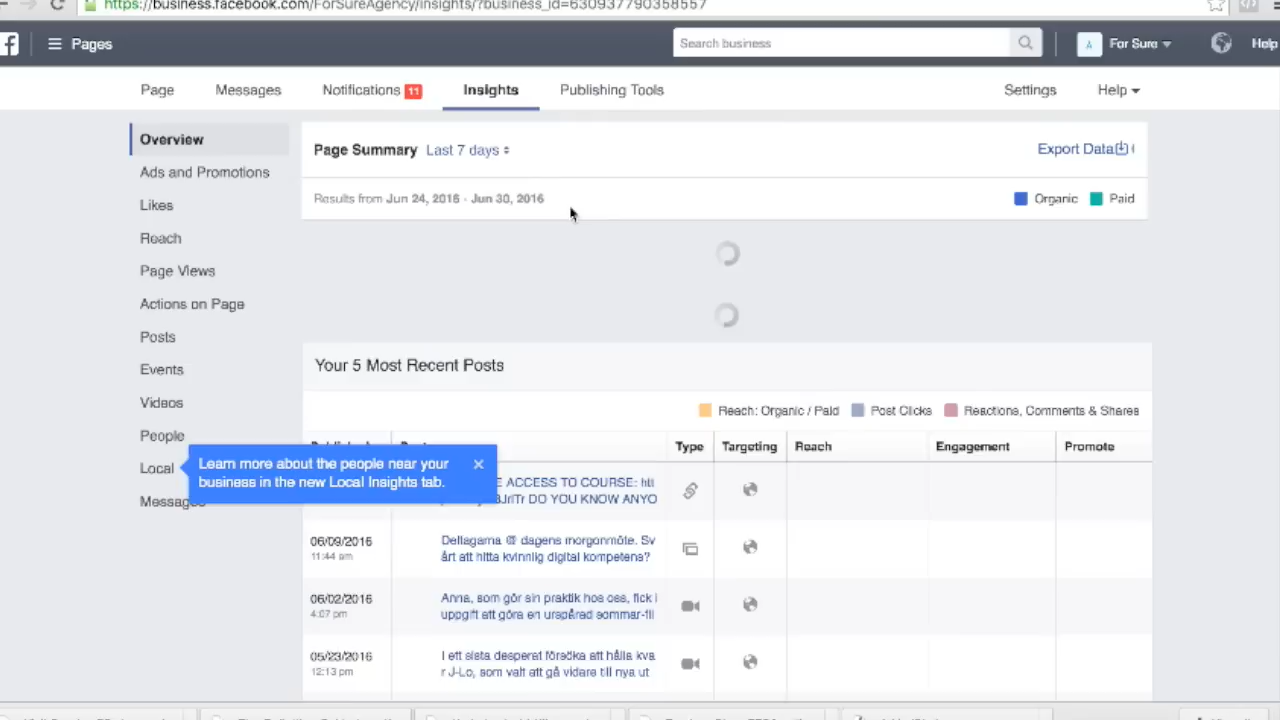 https://business.facebook.com/ForSureAgency/insights/?business_id=630937790358557
f
Pages
Search business
For Sure
Help
Page
Messages
Notifications 11
Insights
Publishing Tools
Settings
Help
Overview
Ads and Promotions
Likes
Reach
Page Views
Actions on Page
Posts
Events
Videos
People
Local
Messages
Page Summary Last 7 days
Export Data
Results from Jun 24, 2016 - Jun 30, 2016
Organic
Paid
Your 5 Most Recent Posts
Reach: Organic / Paid
Post Clicks
Reactions, Comments & Shares
Type
Targeting
Reach
Engagement
Promote
Learn more about the people near your
business in the new Local Insights tab.
E ACCESS TO COURSE: htt
DO YOU KNOW ANYO
06/09/2016
11:44 am
Deltagarna @ dagens morgonmöte. Sv
årt att hitta kvinnlig digital kompetens?
06/02/2016
4:07 pm
Anna, som gör sin praktik hos oss, fick i
uppgift att göra en urspårad sommar-fil
05/23/2016
12:13 pm
I ett sista desperat försöka att hålla kva
r J-Lo, som valt att gå vidare till nya ut